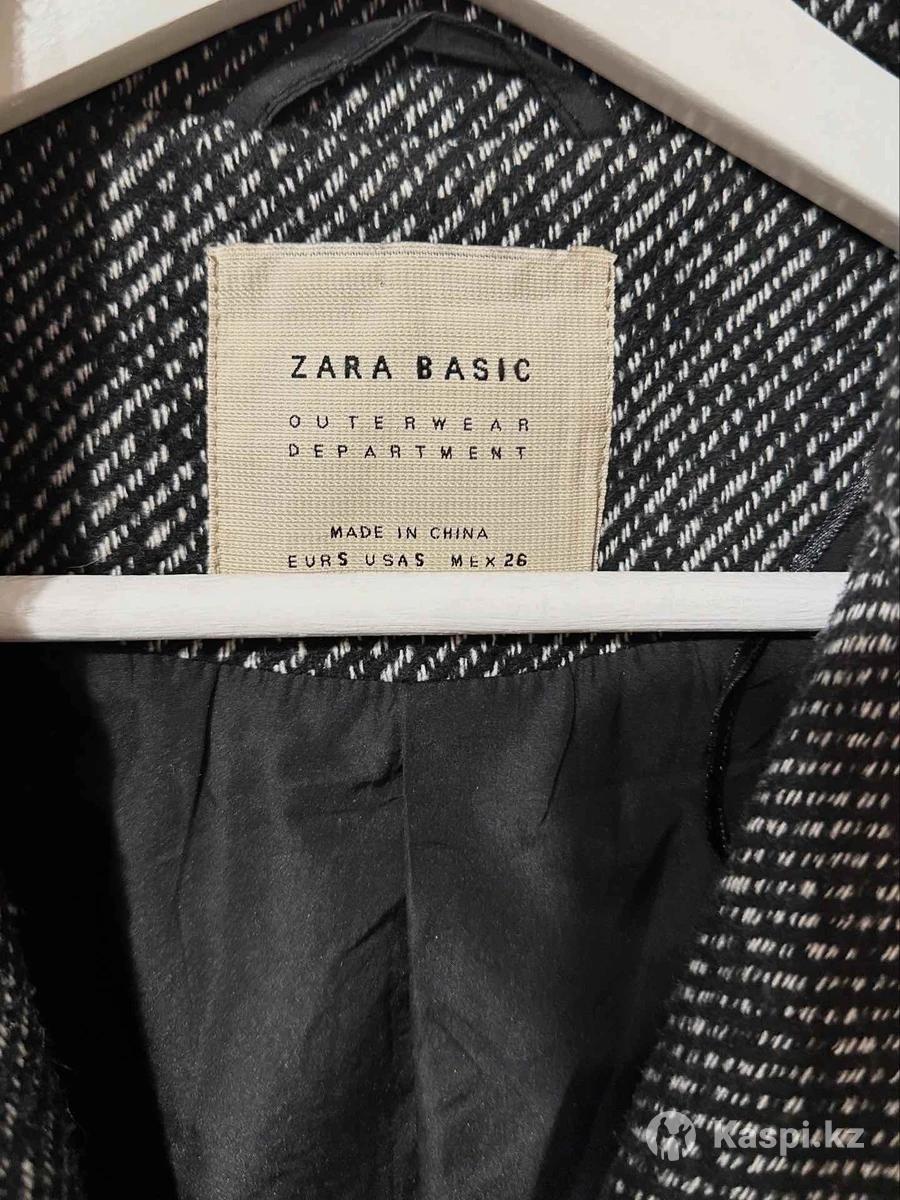 ZARA BASIC
OUTERWEAR
DEPARTMENT
MADE IN CHINA
EUR S USA S MEX 26
Kaspi.kz